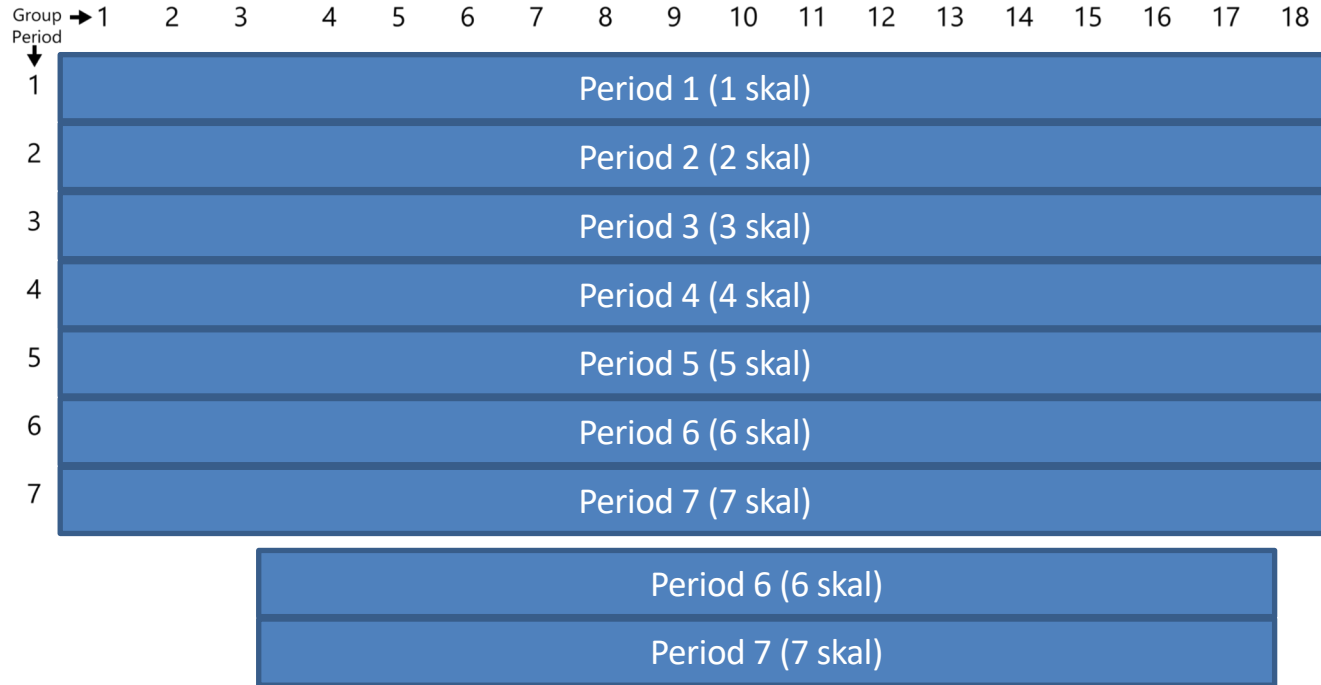 Group → 1 2 3 4 5 6 7 8 9 10 11 12 13 14 15 16 17 18
Period
1 Period 1 (1 skal)
2 Period 2 (2 skal)
3 Period 3 (3 skal)
4 Period 4 (4 skal)
5 Period 5 (5 skal)
6 Period 6 (6 skal)
7 Period 7 (7 skal)
Period 6 (6 skal)
Period 7 (7 skal)